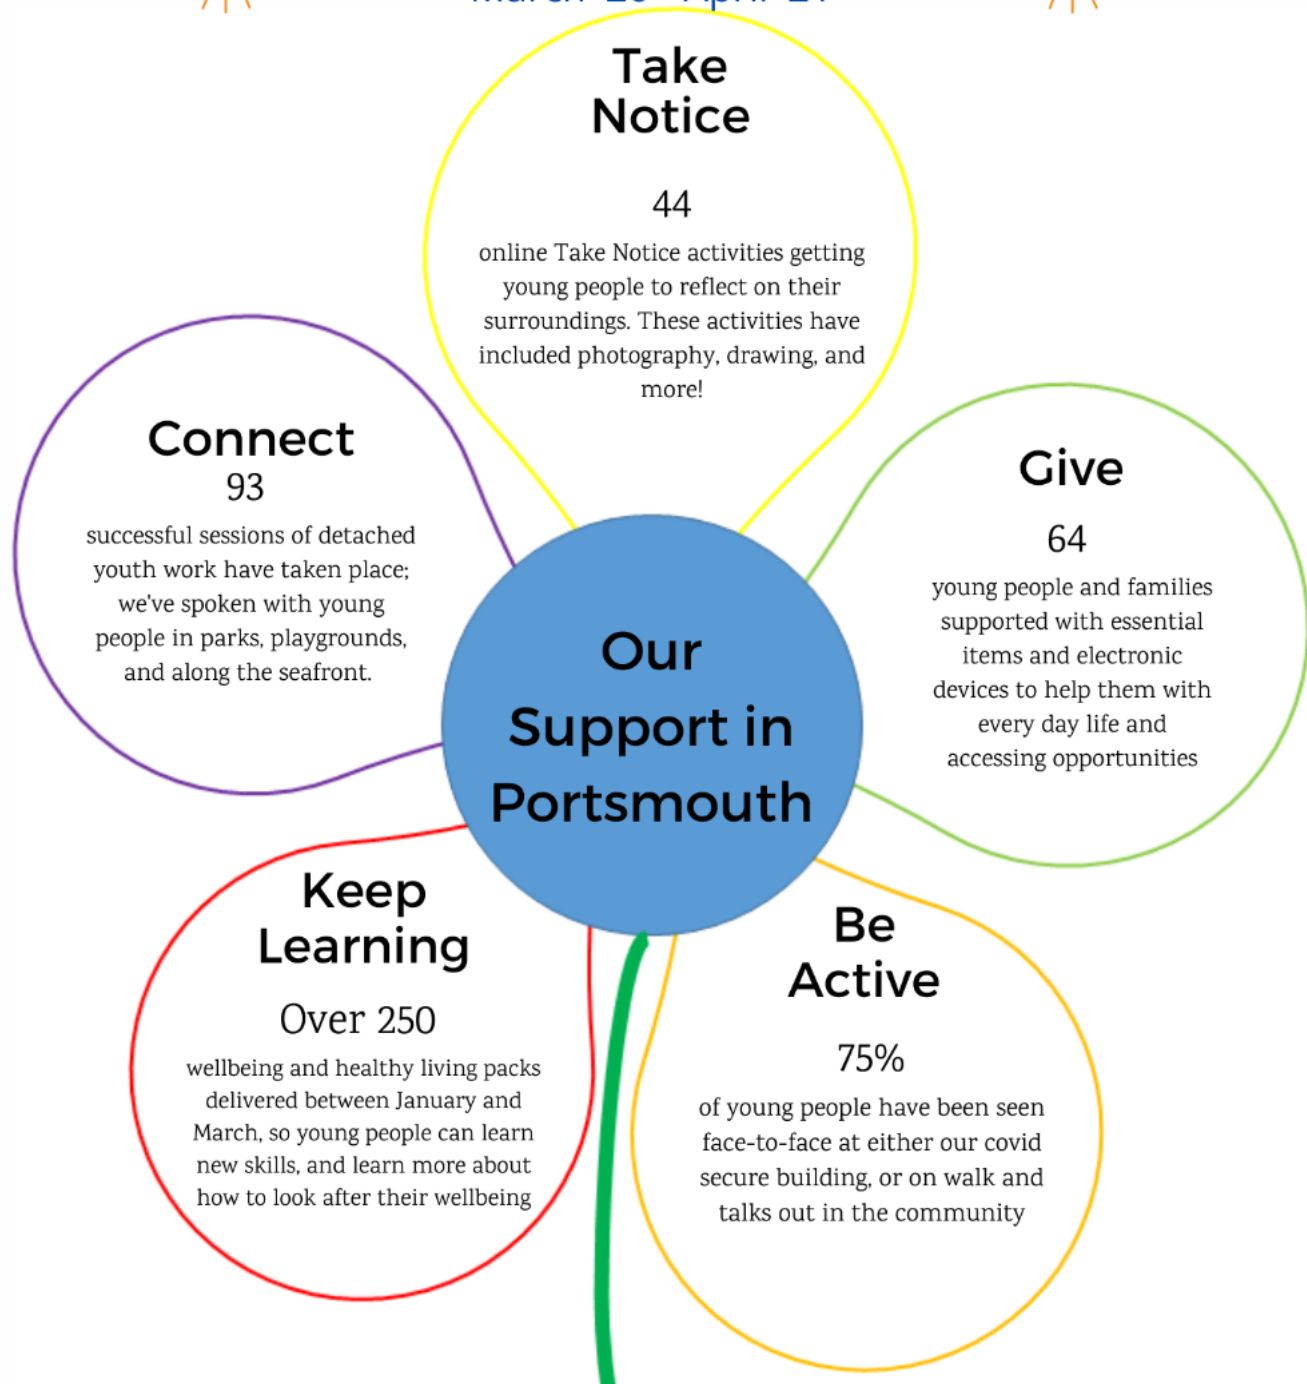 Take
Notice
44
online Take Notice activities getting
young people to reflect on their
surroundings. These activities have
included photography, drawing, and
more!
Connect
93
successful sessions of detached
youth work have taken place;
we've spoken with young
people in parks, playgrounds,
and along the seafront.
Give
64
young people and families
supported with essential
items and electronic
devices to help them with
every day life and
accessing opportunities
Our
Support in
Portsmouth
Keep
Learning
Over 250
wellbeing and healthy living packs
delivered between January and
March, so young people can learn
new skills, and learn more about
how to look after their wellbeing
Be
Active
75%
of young people have been seen
face-to-face at either our covid
secure building, or on walk and
talks out in the community